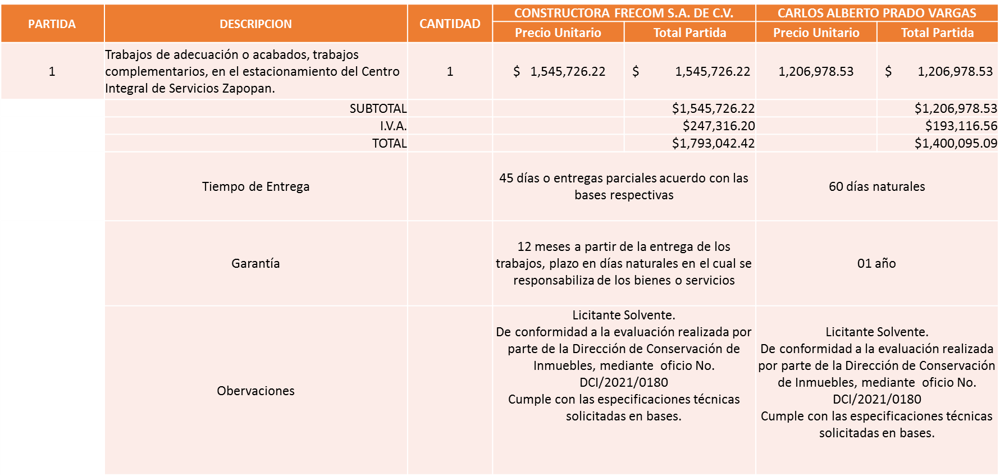 PARTIDA DESCRIPCION CANTIDAD CONSTRUCTORA FRECOM S.A. DE C.V. CARLOS ALBERTO PRADO VARGAS
Precio Unitario Total Partida Precio Unitario Total Partida
1 Trabajos de adecuación o acabados, trabajos
complementarios, en el estacionamiento del Centro
Integral de Servicios Zapopan. 1 $ 1,545,726.22 $ 1,545,726.22 1,206,978.53 $ 1,206,978.53
SUBTOTAL $1,545,726.22 $1,206,978.53
I.V.A. $247,316.20 $193,116.56
TOTAL $1,793,042.42 $1,400,095.09
Tiempo de Entrega
45 días o entregas parciales acuerdo con las
bases respectivas
60 días naturales
Garantía
12 meses a partir de la entrega de los
trabajos, plazo en días naturales en el cual se
responsabiliza de los bienes o servicios
01 año
Obervaciones
Licitante Solvente.
De conformidad a la evaluación realizada por
parte de la Dirección de Conservación de
Inmuebles, mediante oficio No.
DCI/2021/0180
Cumple con las especificaciones técnicas
solicitadas en bases.
Licitante Solvente.
De conformidad a la evaluación realizada
por parte de la Dirección de Conservación
de Inmuebles, mediante oficio No.
DCI/2021/0180
Cumple con las especificaciones técnicas
solicitadas en bases.